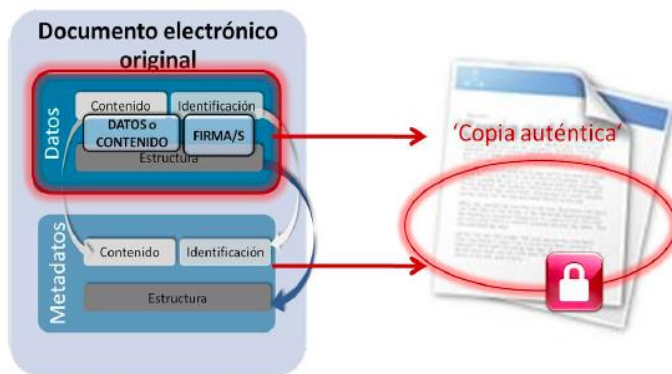 Documento electrónico
original
Datos
Contenido
Identificación
DATOS o
CONTENIDO
FIRMA/S
Estructura
'Copia auténtica'
Metadatos
Contenido
Identificación
Estructura